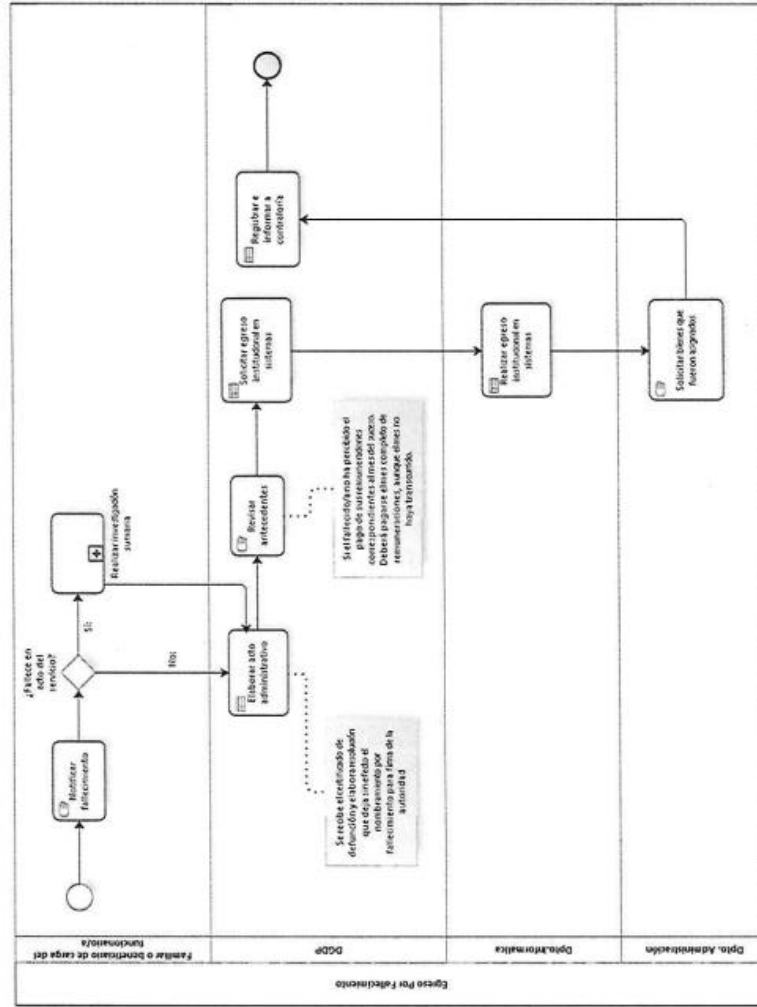 Egreso Por Fallecimiento
Familiar o beneficiario de carga del
funcionario/a
DGDP
Dpto.Informatica
Dpto. Administración
Notificar
fallecimiento
¿Fallece en
acto del
servicio?
Sí:
No:
Realizar investigación
sumaria
Elaborar acto
administrativo
Se recibe el certificado de
defunción y elabora resolución
que deja sin efecto el
nombramiento por
fallecimiento para firma de la
autoridad
Revisar
antecedentes
Si el fallecido/a no ha percibido el
pago de sus remuneraciones
correspondientes al mes del suceso.
Deberá pagarse el mes completo de
remuneraciones, aunque el mes no
haya transcurrido.
Solicitar egreso
institucional en
sistemas
Realizar egreso
institucional en
sistemas
Solicitar bienes que
fueron asignados
Registrar e
informar a
contraloría